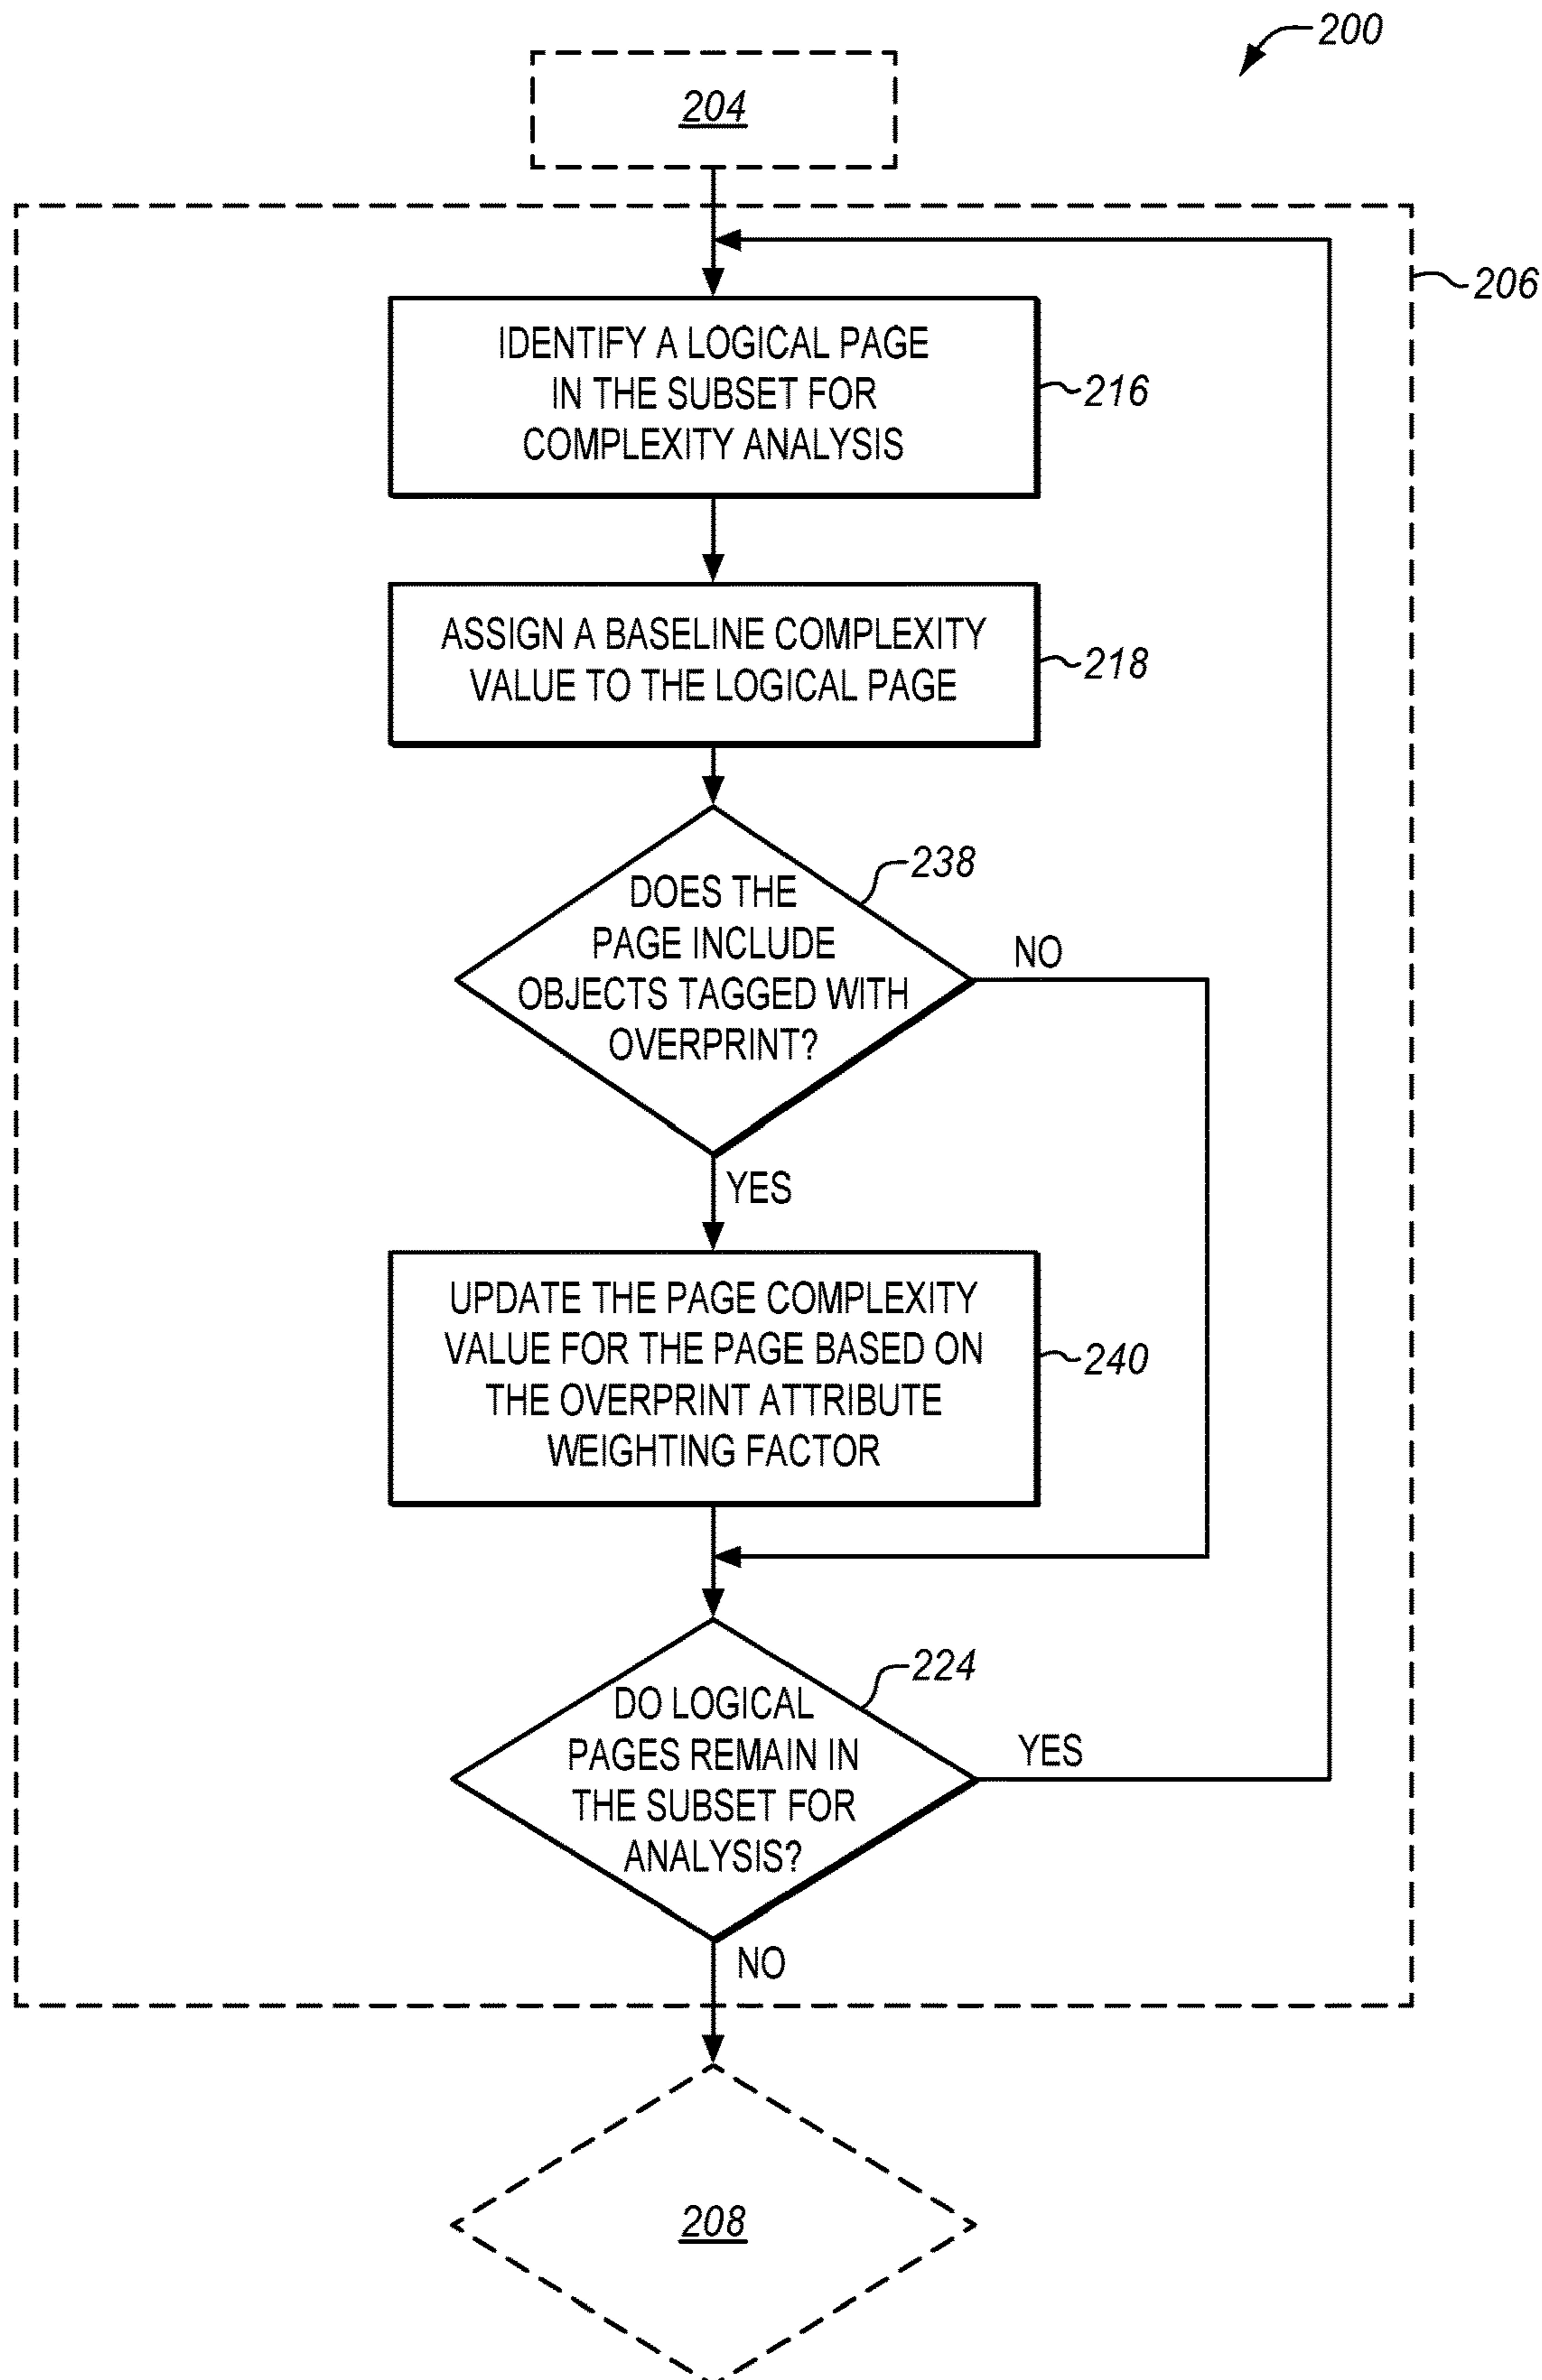 200
204
206
IDENTIFY A LOGICAL PAGE
IN THE SUBSET FOR
COMPLEXITY ANALYSIS
216
ASSIGN A BASELINE COMPLEXITY
VALUE TO THE LOGICAL PAGE
218
238
DOES THE
PAGE INCLUDE
OBJECTS TAGGED WITH
OVERPRINT?
NO
YES
UPDATE THE PAGE COMPLEXITY
VALUE FOR THE PAGE BASED ON
THE OVERPRINT ATTRIBUTE
WEIGHTING FACTOR
240
224
DO LOGICAL
PAGES REMAIN IN
THE SUBSET FOR
ANALYSIS?
YES
NO
208